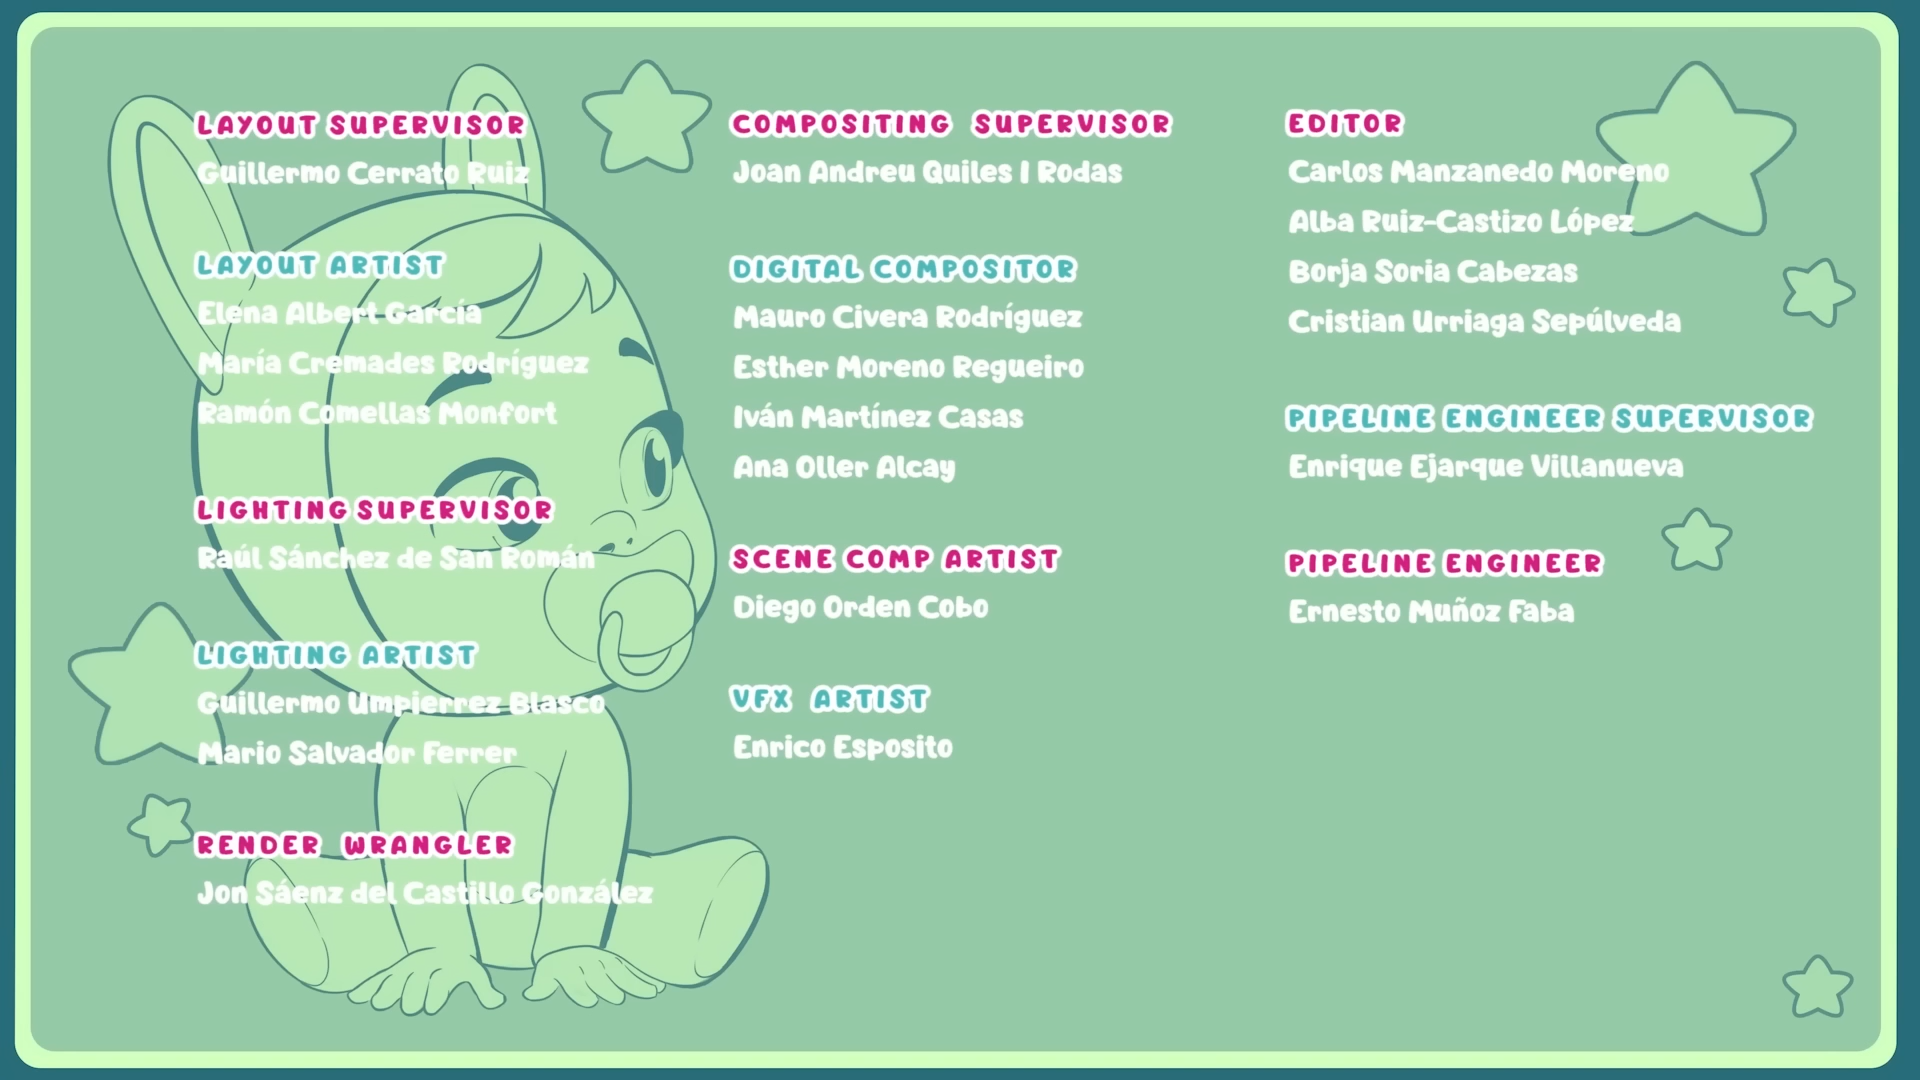 LAYOUT SUPERVISOR
Guillermo Cerrato Ruiz
LAYOUT ARTIST
Elena Albert García
María Cremades Rodríguez
Ramón Comellas Monfort
LIGHTING SUPERVISOR
Raúl Sánchez de San Román
LIGHTING ARTIST
Guillermo Umpierrez Blasco
Mario Salvador Ferrer
RENDER WRANGLER
Jon Sáenz del Castillo González
COMPOSITING SUPERVISOR
Joan Andreu Quiles I Rodas
DIGITAL COMPOSITOR
Mauro Civera Rodríguez
Esther Moreno Regueiro
Iván Martínez Casas
Ana Oller Alcay
SCENE COMP ARTIST
Diego Orden Cobo
VFX ARTIST
Enrico Esposito
EDITOR
Carlos Manzanedo Moreno
Alba Ruiz-Castizo López
Borja Soria Cabezas
Cristian Urriaga Sepúlveda
PIPELINE ENGINEER SUPERVISOR
Enrique Ejarque Villanueva
PIPELINE ENGINEER
Ernesto Muñoz Faba